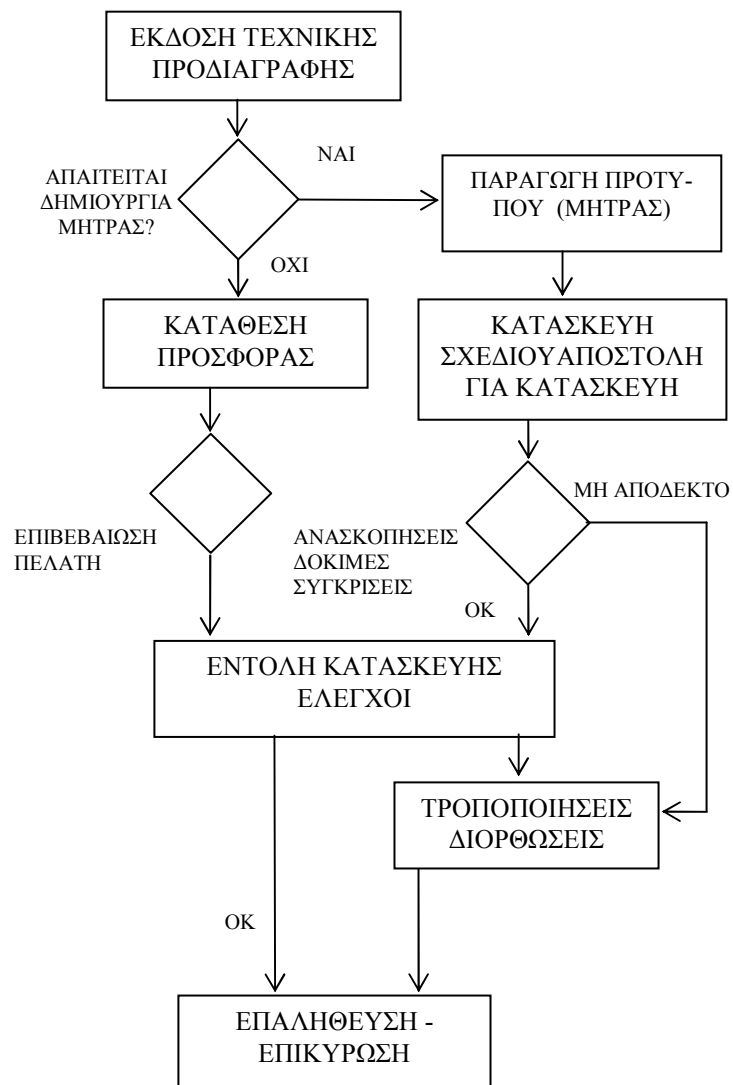 ΕΚΔΟΣΗ ΤΕΧΝΙΚΗΣ
ΠΡΟΔΙΑΓΡΑΦΗΣ
ΝΑΙ
ΑΠΑΙΤΕΙΤΑΙ
ΔΗΜΙΟΥΡΓΙΑ
ΜΗΤΡΑΣ?
ΠΑΡΑΓΩΓΗ ΠΡΟΤΥ-
ΠΟΥ (ΜΗΤΡΑΣ)
ΟΧΙ
ΚΑΤΑΘΕΣΗ
ΠΡΟΣΦΟΡΑΣ
ΚΑΤΑΣΚΕΥΗ
ΣΧΕΔΙΟΥΑΠΟΣΤΟΛΗ
ΓΙΑ ΚΑΤΑΣΚΕΥΗ
ΜΗ ΑΠΟΔΕΚΤΟ
ΕΠΙΒΕΒΑΙΩΣΗ
ΠΕΛΑΤΗ
ΑΝΑΣΚΟΠΗΣΕΙΣ
ΔΟΚΙΜΕΣ
ΣΥΓΚΡΙΣΕΙΣ
ΟΚ
ΕΝΤΟΛΗ ΚΑΤΑΣΚΕΥΗΣ
ΕΛΕΓΧΟΙ
ΤΡΟΠΟΠΟΙΗΣΕΙΣ
ΔΙΟΡΘΩΣΕΙΣ
ΟΚ
ΕΠΑΛΗΘΕΥΣΗ -
ΕΠΙΚΥΡΩΣΗ